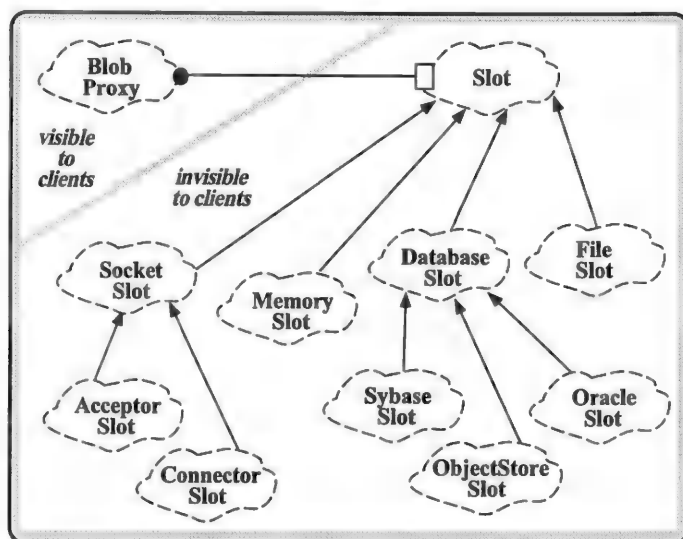 Blob
Proxy
Slot
visible
to
clients
invisible
to clients
Socket
Slot
Memory
Slot
Database
Slot
File
Slot
Acceptor
Slot
Connector
Slot
Sybase
Slot
ObjectStore
Slot
Oracle
Slot